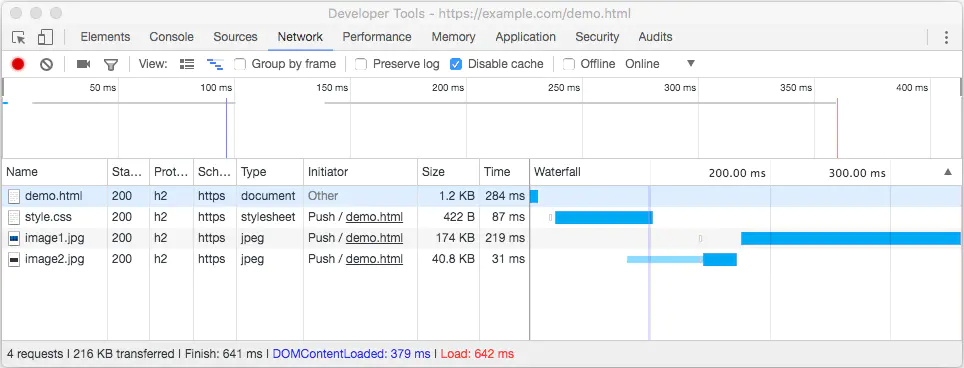 Developer Tools - https://example.com/demo.html
Elements Console Sources Network Performance Memory Application Security Audits
View: Group by frame Preserve log Disable cache Offline Online
50 ms 100 ms 150 ms 200 ms 250 ms 300 ms 350 ms 400 ms
Name Sta... Prot... Sch... Type Initiator Size Time Waterfall 200.00 ms 300.00 ms
demo.html 200 h2 https document Other 1.2 KB 284 ms
style.css 200 h2 https stylesheet Push / demo.html 422 B 87 ms
image1.jpg 200 h2 https jpeg Push / demo.html 174 KB 219 ms
image2.jpg 200 h2 https jpeg Push / demo.html 40.8 KB 31 ms
4 requests | 216 KB transferred | Finish: 641 ms | DOMContentLoaded: 379 ms | Load: 642 ms